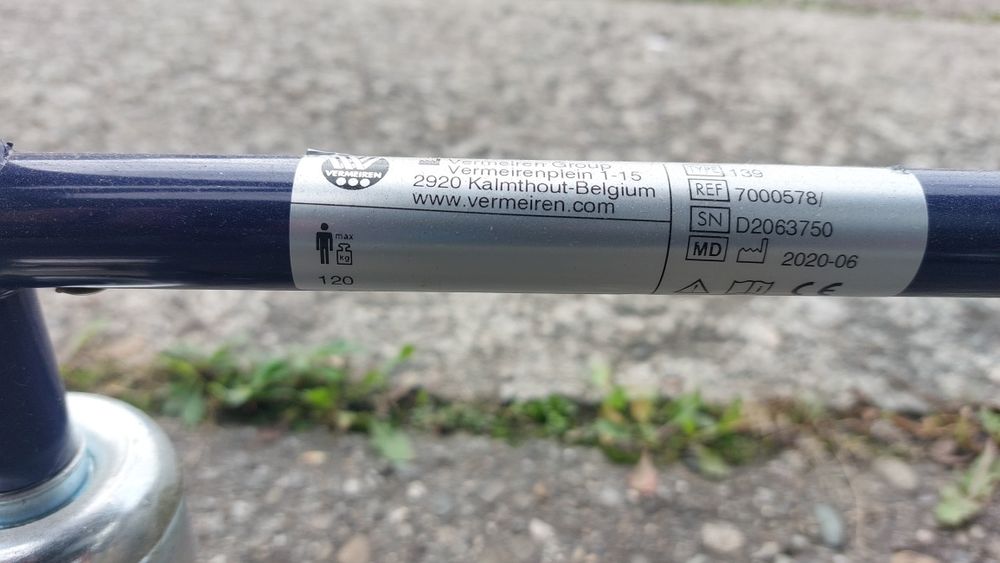 VERMEIREN
Vermeiren Group
Vermeirenplein 1-15
2920 Kalmthout-Belgium
www.vermeiren.com
max
kg
120
TYPE 139
REF 7000578/
SN D2063750
MD 2020-06
CE